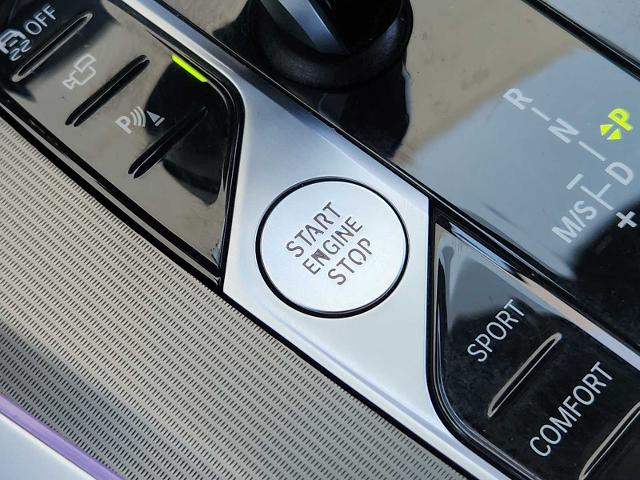 OFF
P
R
N
P
D
M/S
+
START
ENGINE
STOP
SPORT
COMFORT